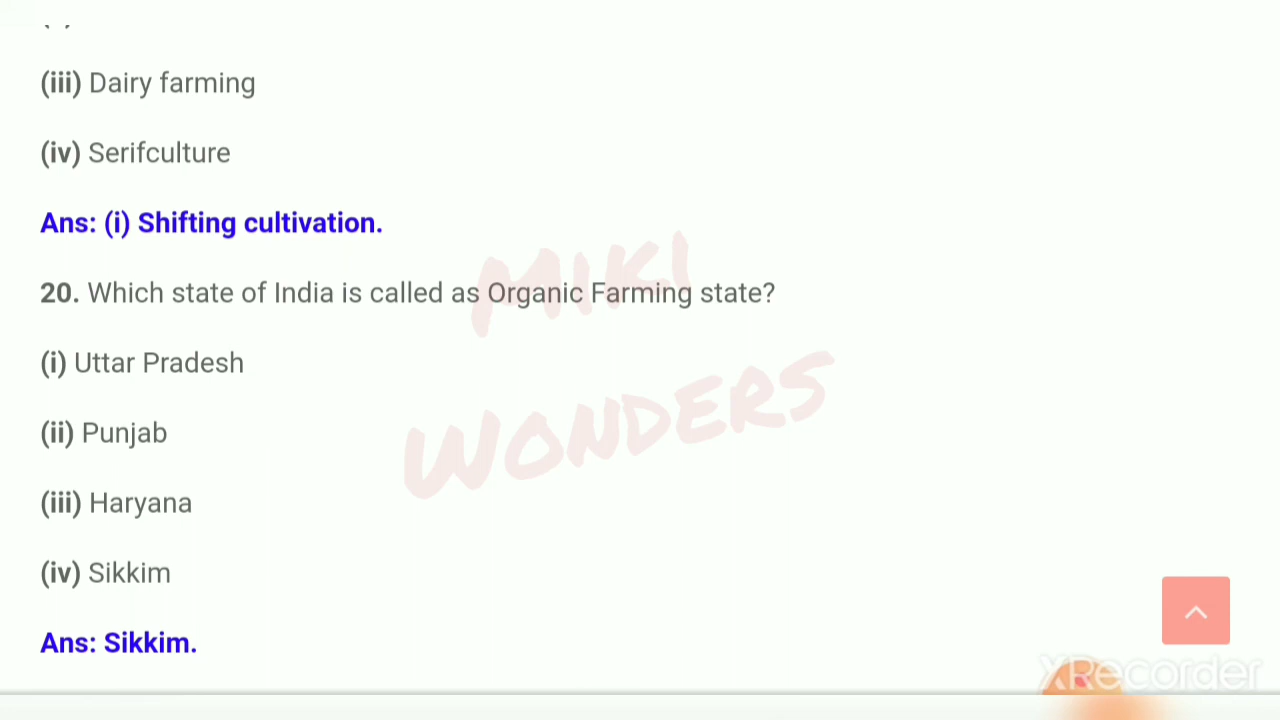 (iii) Dairy farming
(iv) Serifculture
Ans: (i) Shifting cultivation.
20. Which state of India is called as Organic Farming state?
(i) Uttar Pradesh
(ii) Punjab
(iii) Haryana
(iv) Sikkim
Ans: Sikkim.
MIKI
WONDERS
XRecorder